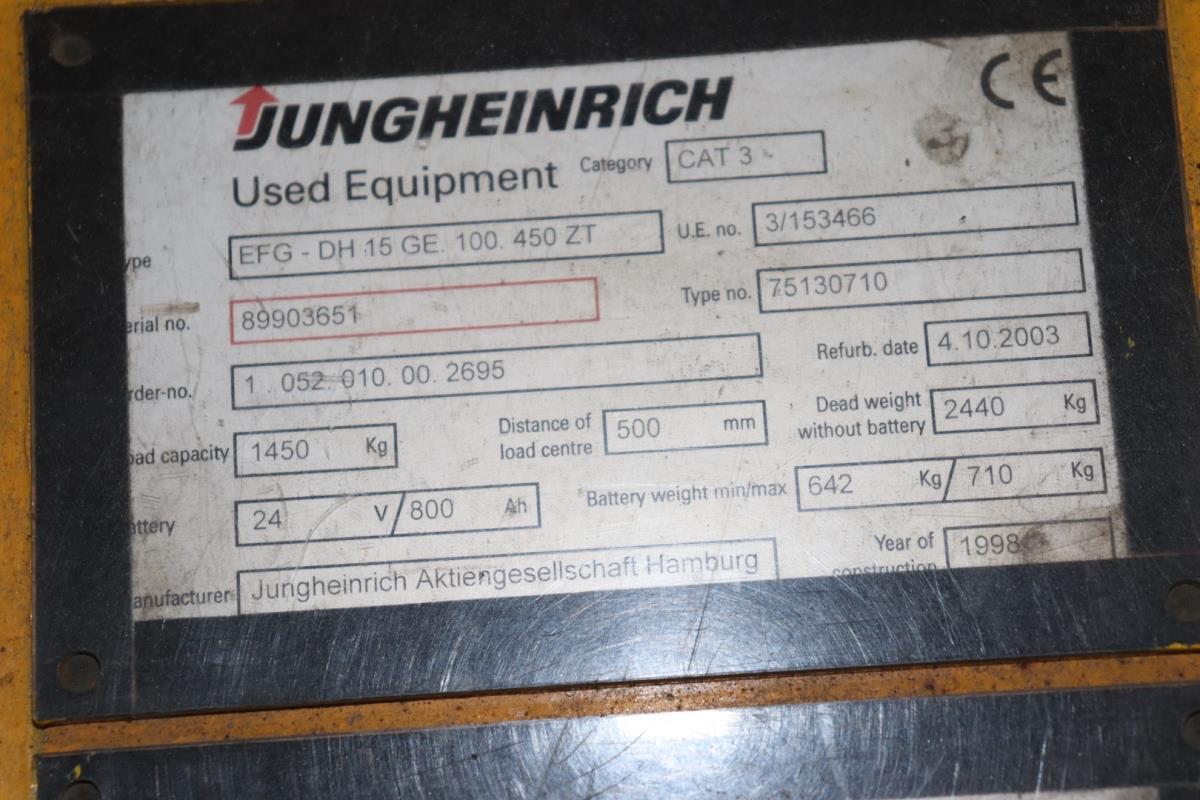 JUNGHEINRICH CE
Used Equipment Category CAT 3
ype EFG - DH 15 GE. 100. 450 ZT U.E. no. 3/153466
erial no. 89903651 Type no. 75130710
rder-no. 1 . 052. 010. 00. 2695 Refurb. date 4.10.2003
oad capacity 1450 Kg Distance of load centre 500 mm Dead weight without battery 2440 Kg
attery 24 V/800 Ah Battery weight min/max 642 Kg/710 Kg
anufacturer Jungheinrich Aktiengesellschaft Hamburg Year of construction 1998